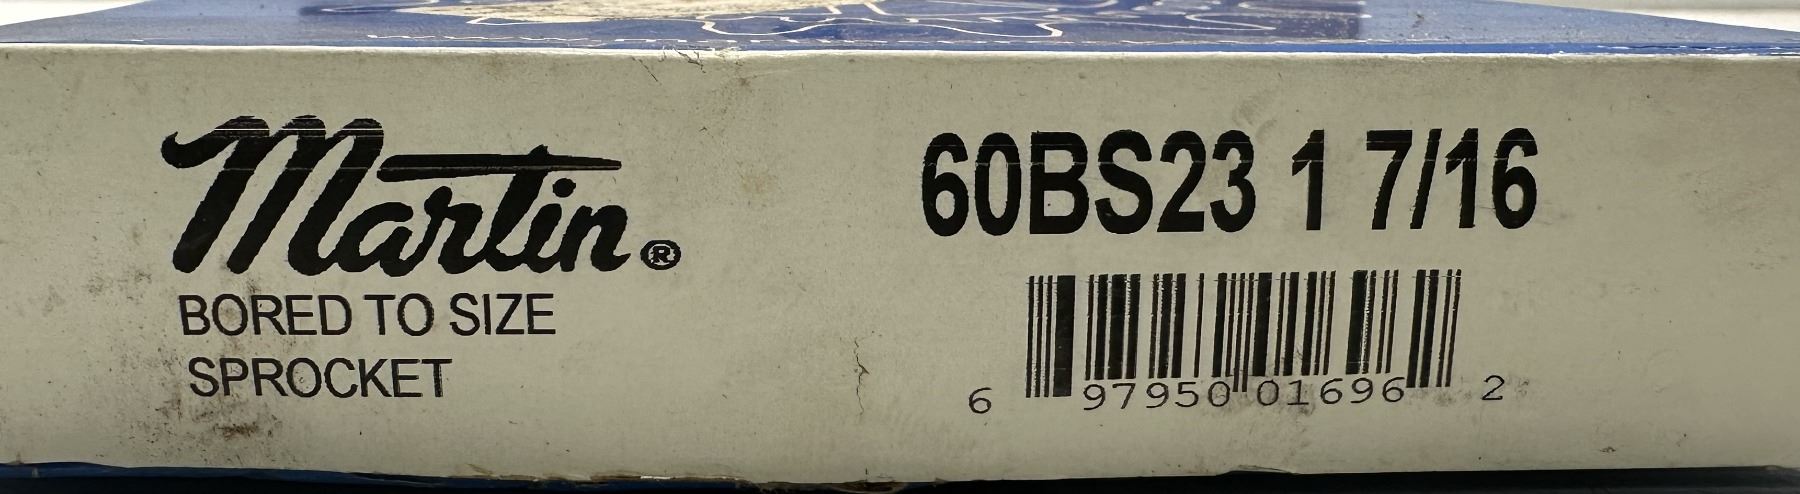 Martin®
BORED TO SIZE
SPROCKET
60BS23 1 7/16
6 97950 01696 2